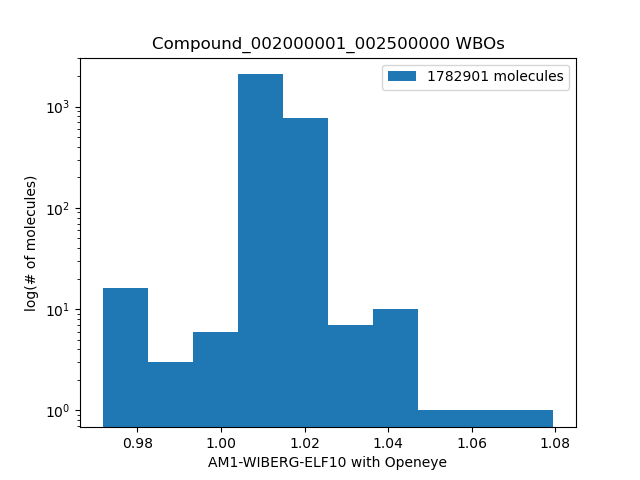 Compound_002000001_002500000 WBOs
1782901 molecules
log(# of molecules)
10³
10²
10¹
10⁰
0.98 1.00 1.02 1.04 1.06 1.08
AM1-WIBERG-ELF10 with Openeye